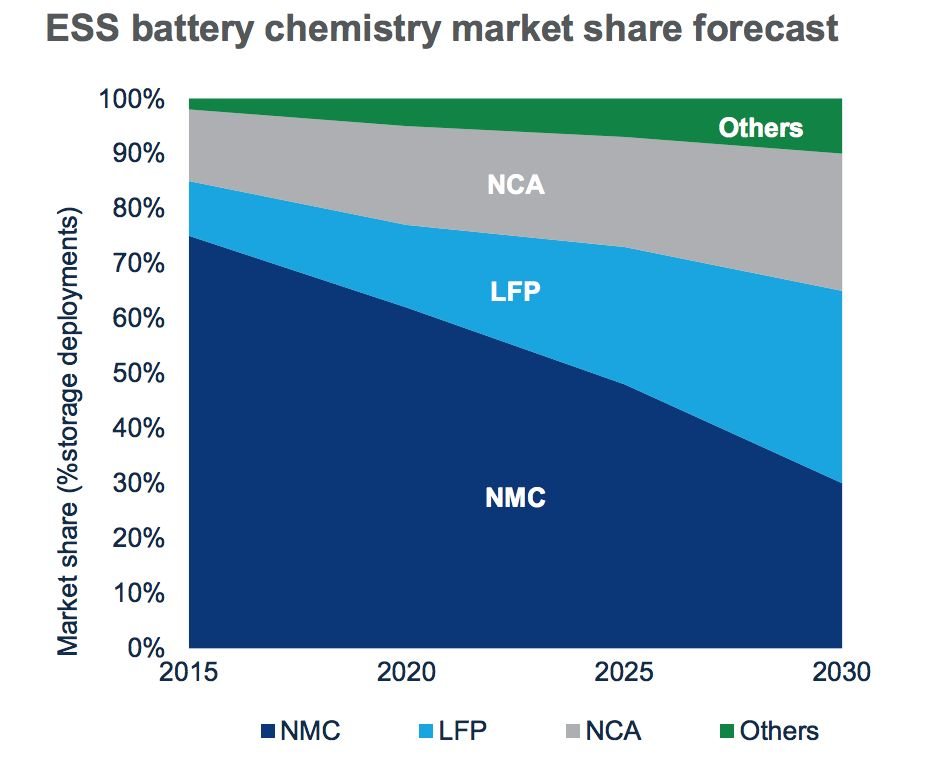 ESS battery chemistry market share forecast
Market share (%storage deployments)
100%
90%
80%
70%
60%
50%
40%
30%
20%
10%
0%
Others
NCA
LFP
NMC
2015 2020 2025 2030
NMC LFP NCA Others